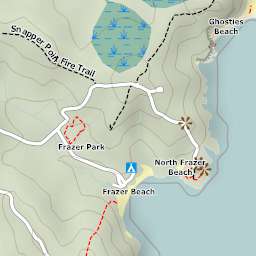 Ghosties
Beach
Snapper Point Fire Trail
Frazer Park
North Frazer
Beach
Frazer Beach